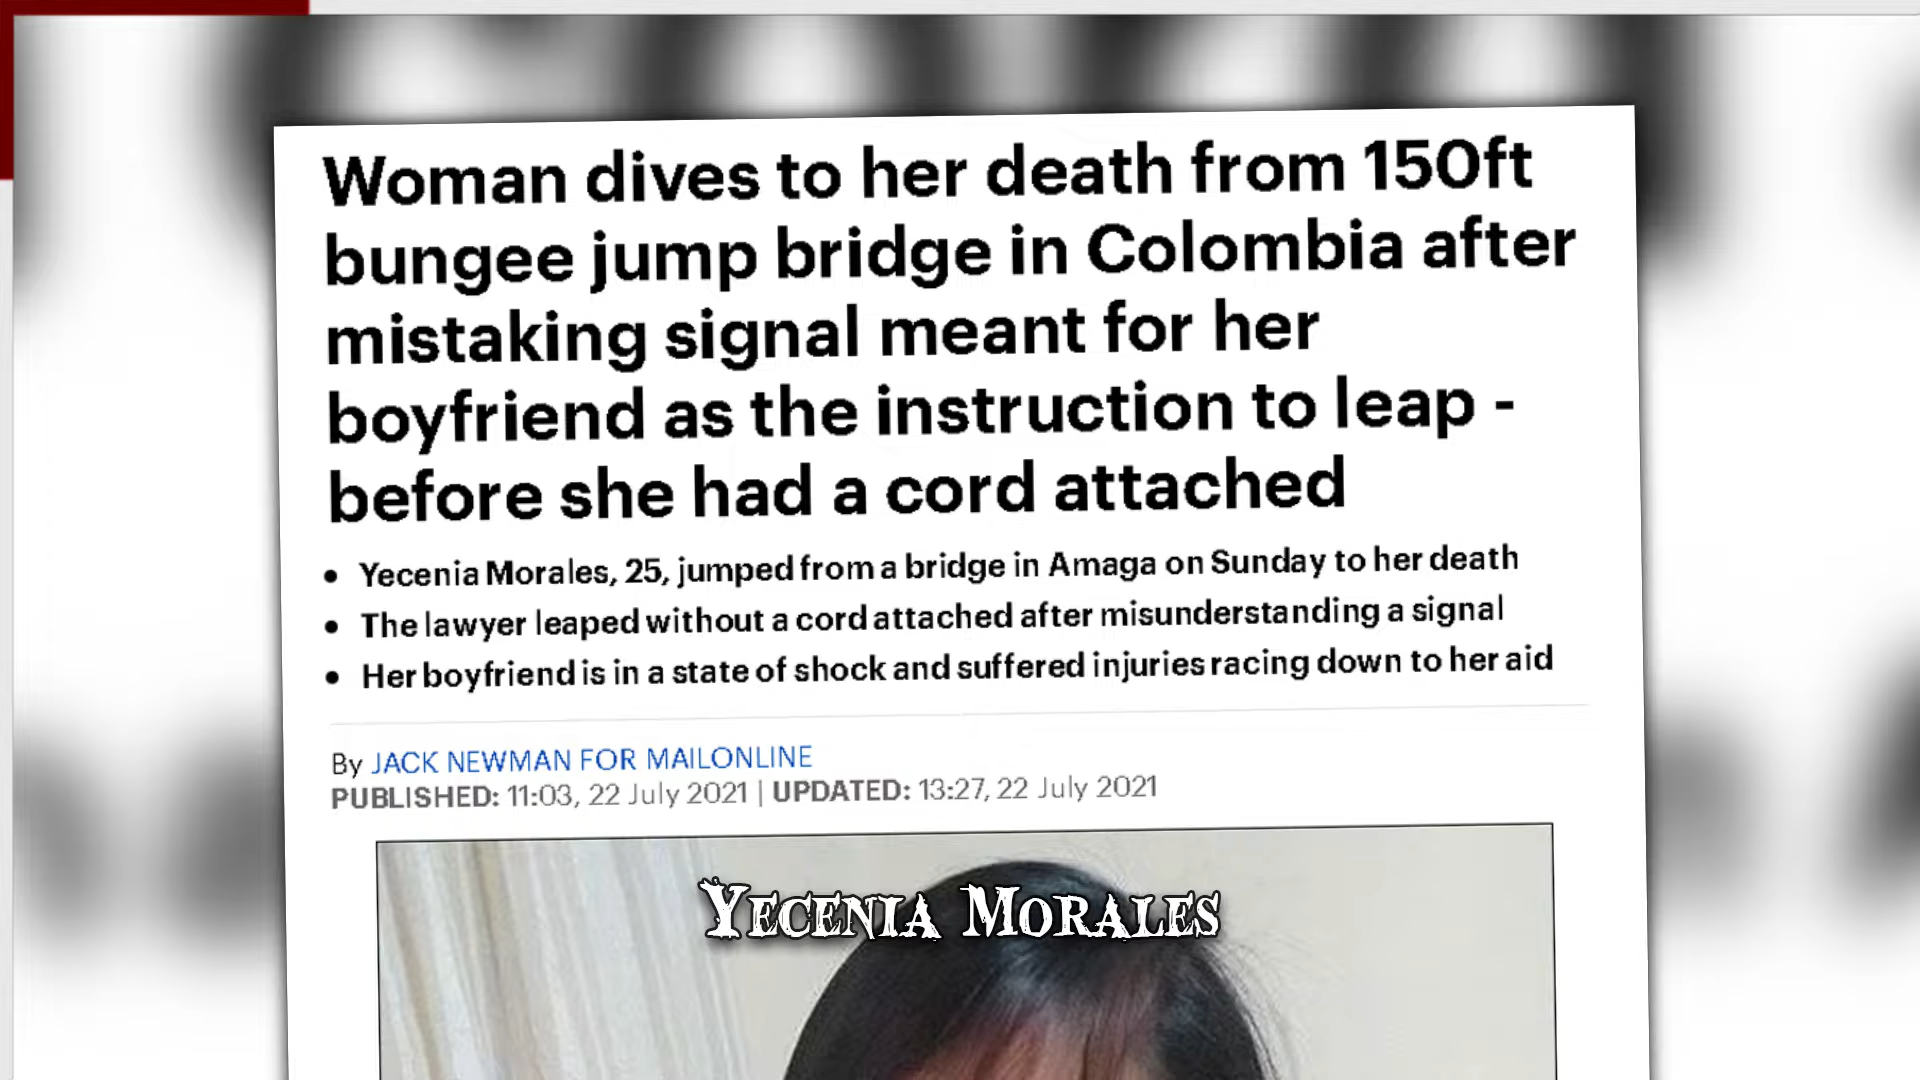 Woman dives to her death from 150ft
bungee jump bridge in Colombia after
mistaking signal meant for her
boyfriend as the instruction to leap -
before she had a cord attached
• Yecenia Morales, 25, jumped from a bridge in Amaga on Sunday to her death
• The lawyer leaped without a cord attached after misunderstanding a signal
• Her boyfriend is in a state of shock and suffered injuries racing down to her aid
By JACK NEWMAN FOR MAILONLINE
PUBLISHED: 11:03, 22 July 2021 | UPDATED: 13:27, 22 July 2021
YECENIA MORALES